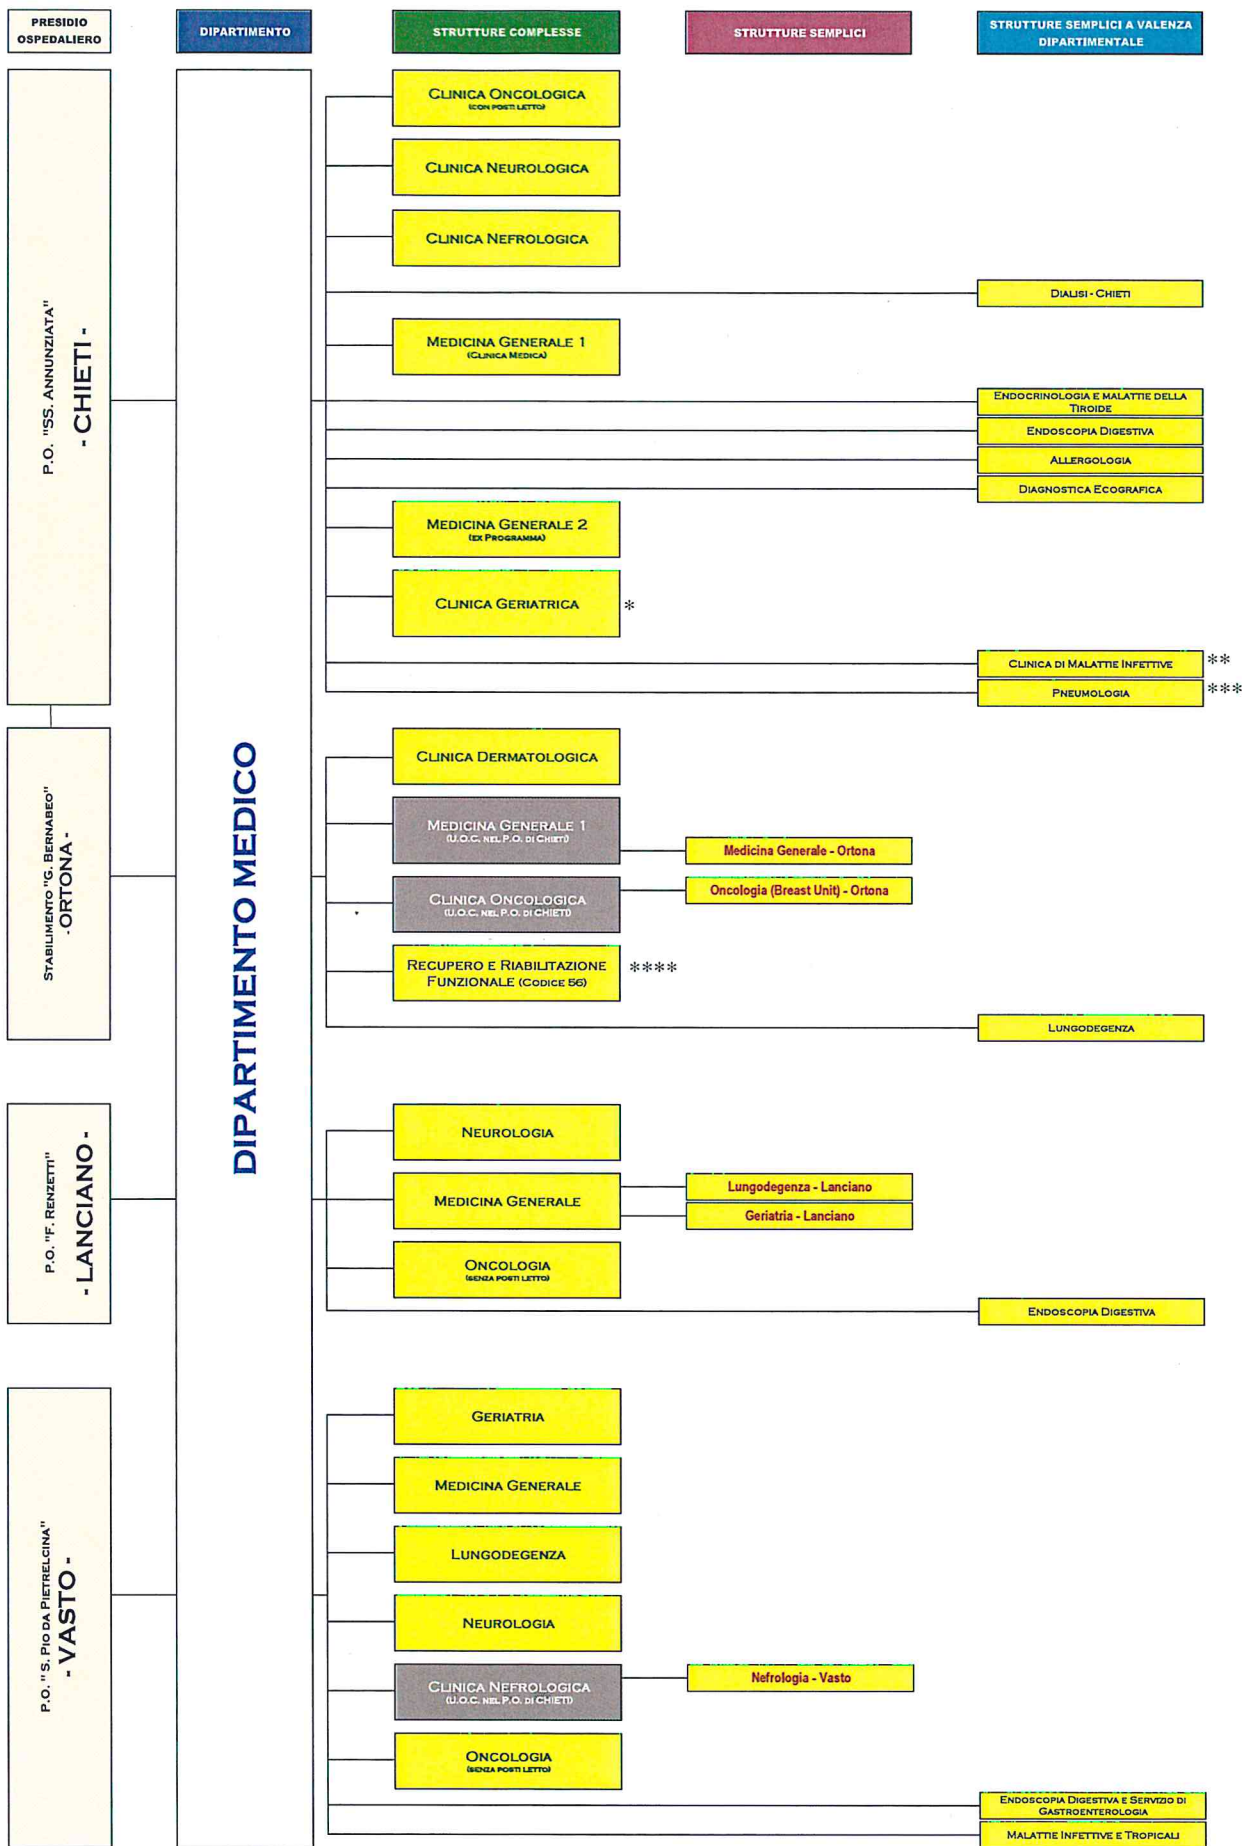 PRESIDIO
OSPEDALIERO
DIPARTIMENTO
STRUTTURE COMPLESSE
STRUTTURE SEMPLICI
STRUTTURE SEMPLICI A VALENZA
DIPARTIMENTALE
P.O. "SS. ANNUNZIATA"
- CHIETI -
DIPARTIMENTO MEDICO
CLINICA ONCOLOGICA
(CON POSTI LETTO)
CLINICA NEUROLOGICA
CLINICA NEFROLOGICA
DIALISI - CHIETI
MEDICINA GENERALE 1
(CLINICA MEDICA)
ENDOCRINOLOGIA E MALATTIE DELLA
TIROIDE
ENDOSCOPIA DIGESTIVA
ALLERGOLOGIA
DIAGNOSTICA ECOGRAFICA
MEDICINA GENERALE 2
(EX PROGRAMMA)
CLINICA GERIATRICA *
CLINICA DI MALATTIE INFETTIVE **
PNEUMOLOGIA ***
STABILIMENTO "G. BERNABEO"
- ORTONA -
CLINICA DERMATOLOGICA
MEDICINA GENERALE 1
(U.O.C. NEL P.O. DI CHIETI)
Medicina Generale - Ortona
CLINICA ONCOLOGICA
(U.O.C. NEL P.O. DI CHIETI)
Oncologia (Breast Unit) - Ortona
RECUPERO E RIABILITAZIONE
FUNZIONALE (CODICE 56) ****
LUNGODEGENZA
P.O. "F. RENZETTI"
- LANCIANO -
NEUROLOGIA
MEDICINA GENERALE
Lungodegenza - Lanciano
Geriatria - Lanciano
ONCOLOGIA
(SENZA POSTI LETTO)
ENDOSCOPIA DIGESTIVA
P.O. "S. PIO DA PIETRELCINA"
- VASTO -
GERIATRIA
MEDICINA GENERALE
LUNGODEGENZA
NEUROLOGIA
CLINICA NEFROLOGICA
(U.O.C. NEL P.O. DI CHIETI)
Nefrologia - Vasto
ONCOLOGIA
(SENZA POSTI LETTO)
ENDOSCOPIA DIGESTIVA E SERVIZIO DI
GASTROENTEROLOGIA
MALATTIE INFETTIVE E TROPICALI